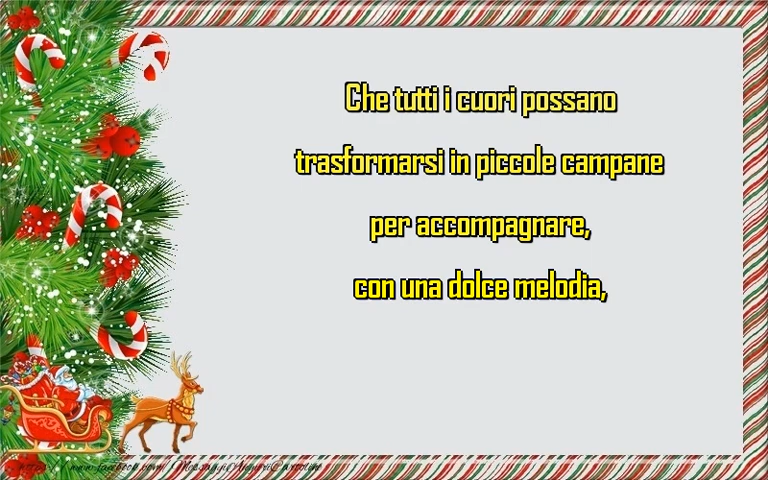 Che tutti i cuori possano
trasformarsi in piccole campane
per accompagnare,
con una dolce melodia,